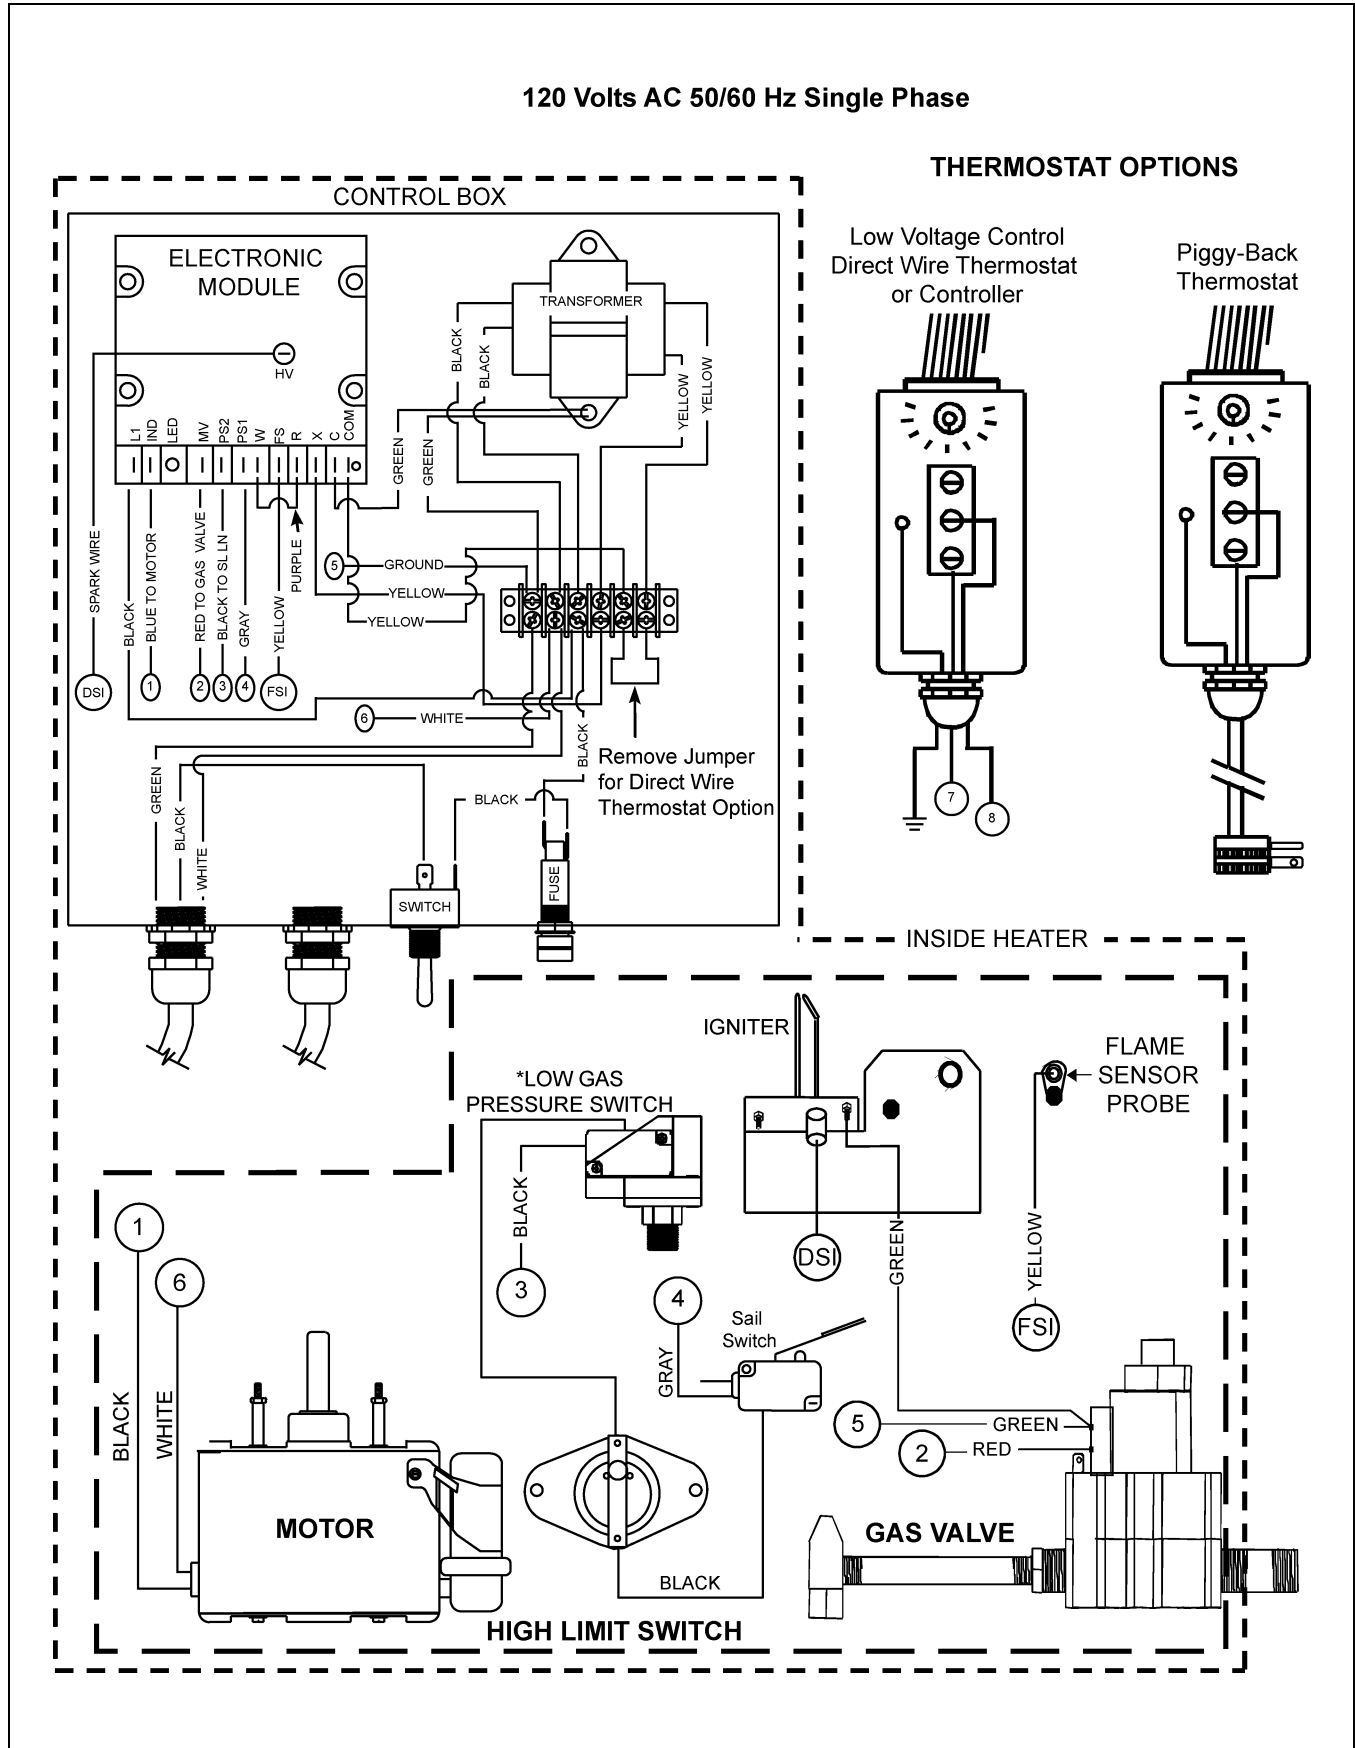 120 Volts AC 50/60 Hz Single Phase
THERMOSTAT OPTIONS
CONTROL BOX
Low Voltage Control
Direct Wire Thermostat
or Controller
Piggy-Back
Thermostat
ELECTRONIC
MODULE
TRANSFORMER
HV
BLACK
BLACK
YELLOW
YELLOW
L1
IND
LED
MV
PS2
PS1
W
FS
R
X
C
COM
GREEN
GREEN
SPARK WIRE
BLACK
BLUE TO MOTOR
RED TO GAS VALVE
BLACK TO SL LN
GRAY
YELLOW
PURPLE
5
GROUND
YELLOW
YELLOW
DSI
1
2
3
4
FSI
6
WHITE
BLACK
Remove Jumper
for Direct Wire
Thermostat Option
GREEN
BLACK
WHITE
BLACK
SWITCH
FUSE
7
8
INSIDE HEATER
IGNITER
*LOW GAS
PRESSURE SWITCH
FLAME
SENSOR
PROBE
BLACK
3
DSI
GREEN
YELLOW
FSI
1
6
BLACK
WHITE
4
GRAY
Sail
Switch
5
GREEN
2
RED
MOTOR
GAS VALVE
BLACK
HIGH LIMIT SWITCH